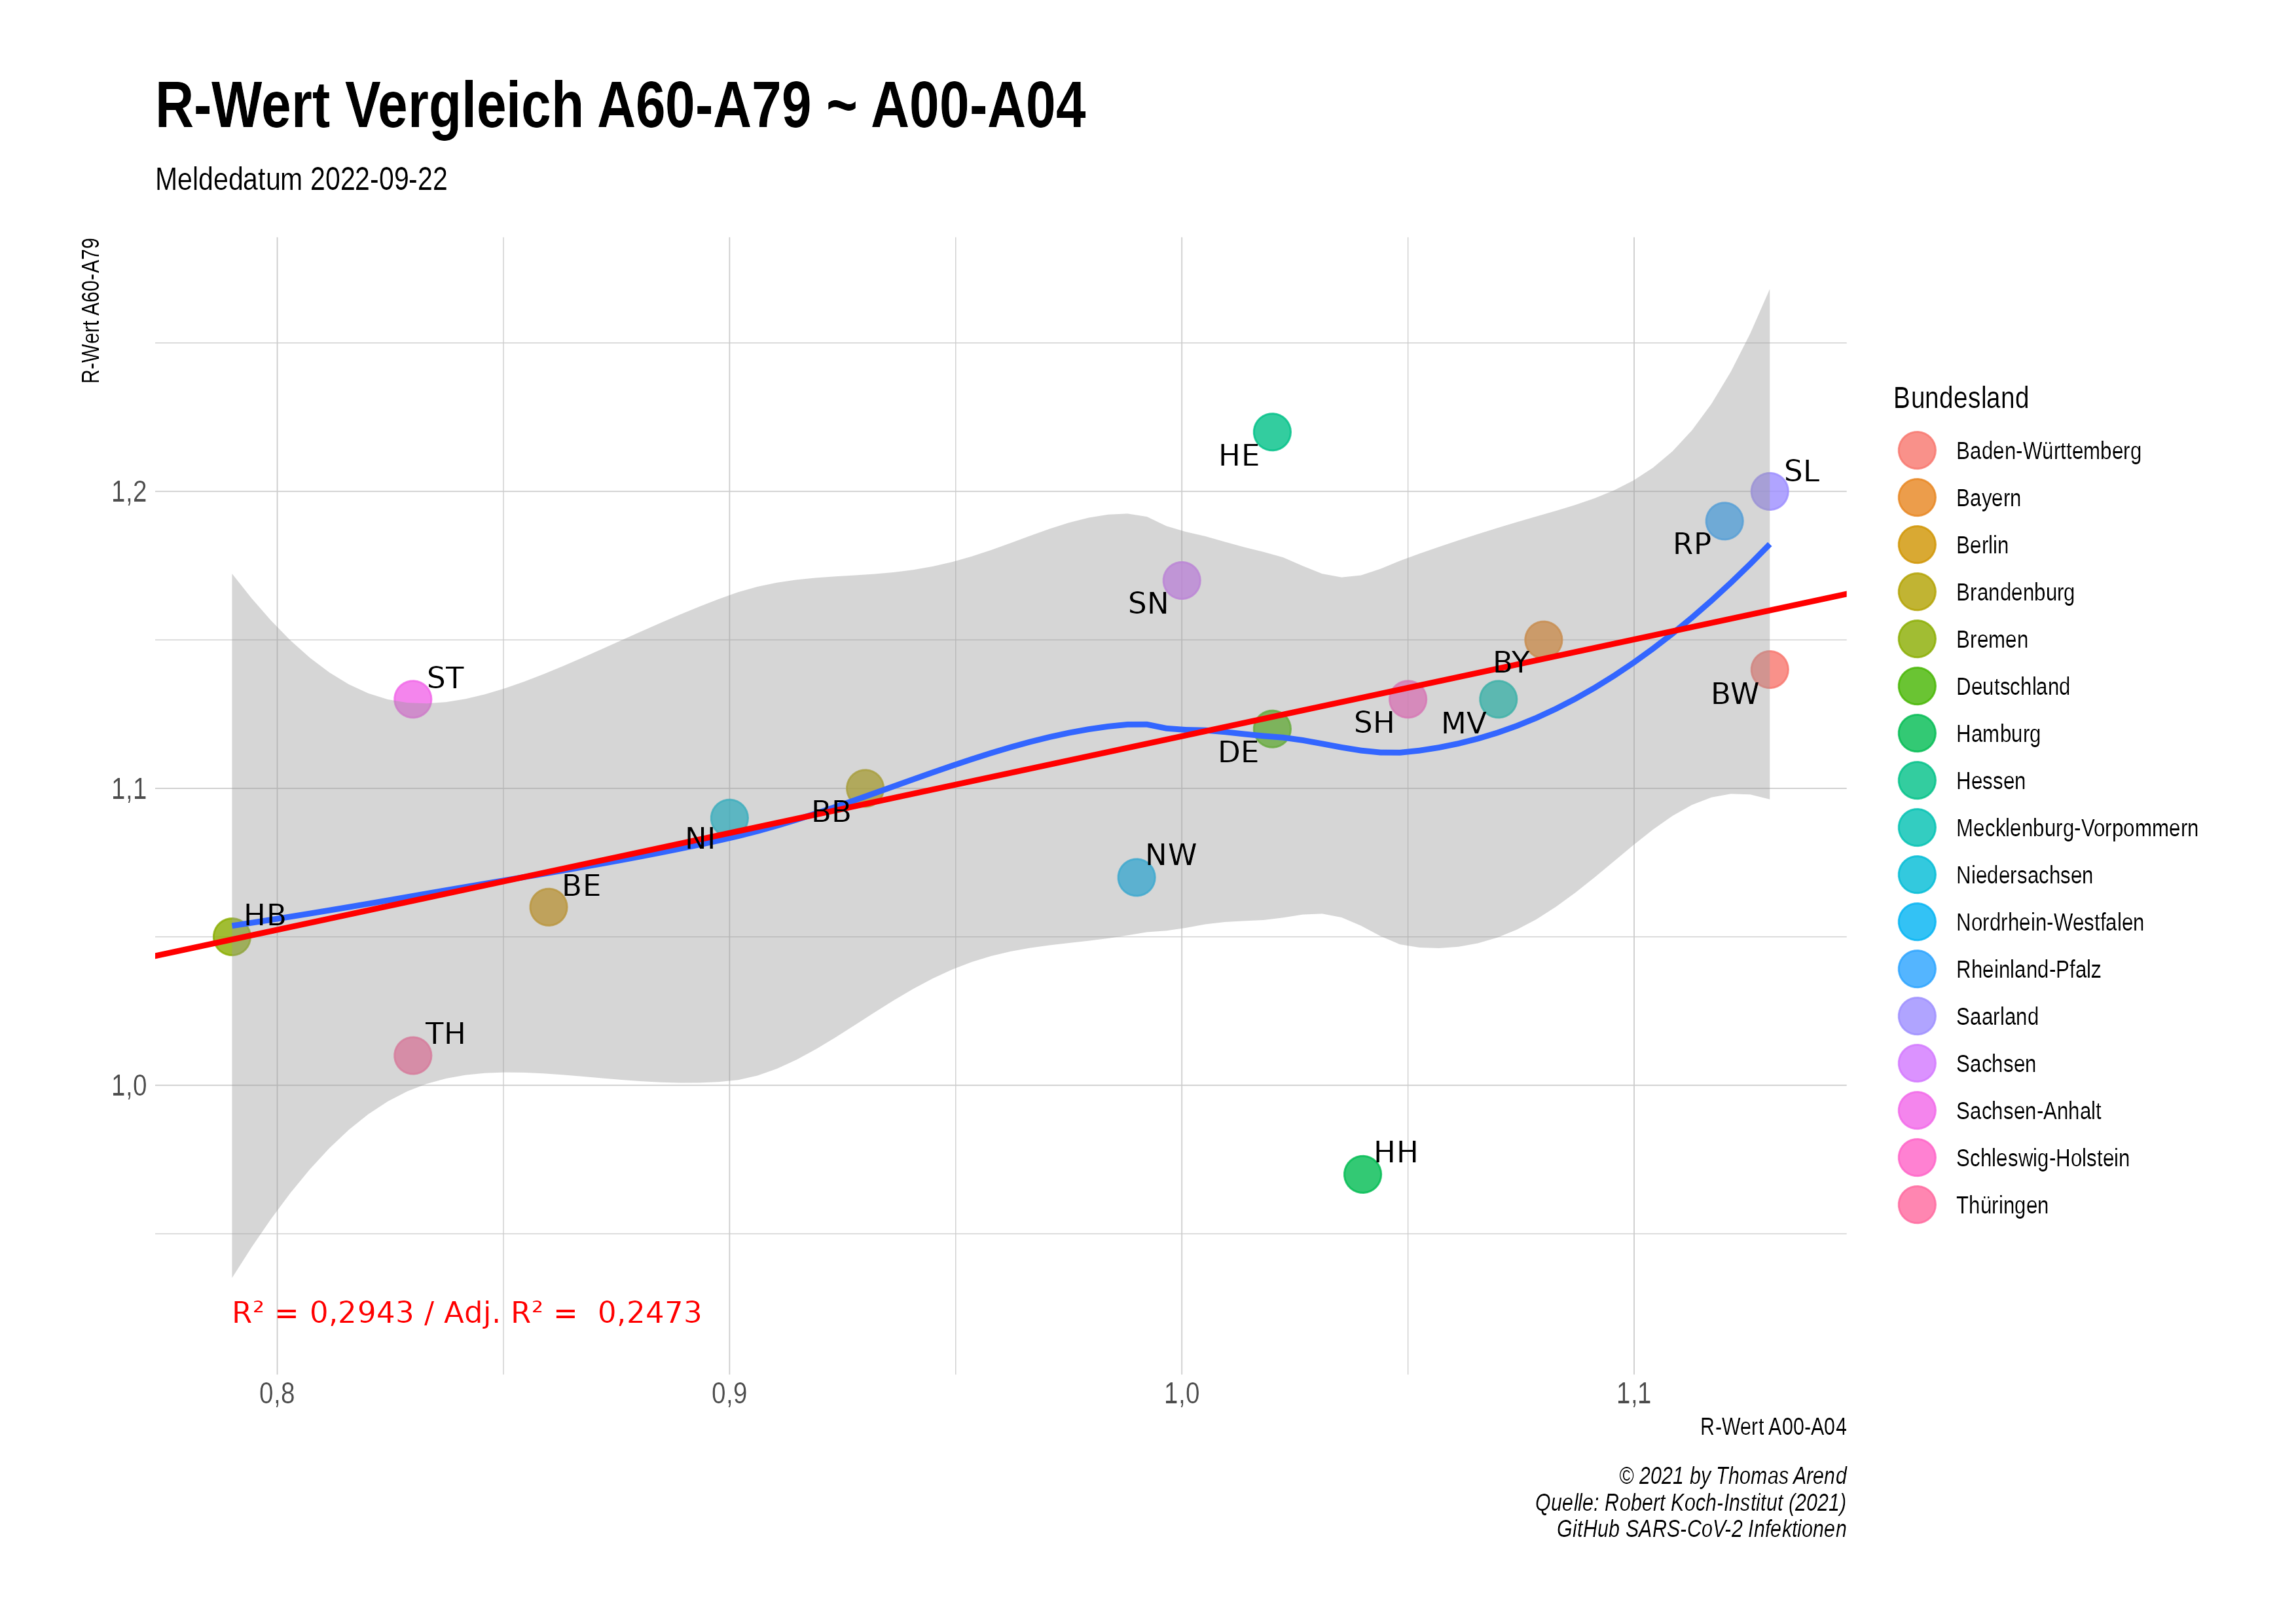 R-Wert Vergleich A60-A79 ~ A00-A04
Meldedatum 2022-09-22
R-Wert A60-A79
1,2
1,1
1,0
HE
SL
RP
SN
ST
BY
BW
SH
MV
DE
BB
NI
NW
BE
HB
TH
HH
R² = 0,2943 / Adj. R² =  0,2473
0,8
0,9
1,0
1,1
R-Wert A00-A04
Bundesland
Baden-Württemberg
Bayern
Berlin
Brandenburg
Bremen
Deutschland
Hamburg
Hessen
Mecklenburg-Vorpommern
Niedersachsen
Nordrhein-Westfalen
Rheinland-Pfalz
Saarland
Sachsen
Sachsen-Anhalt
Schleswig-Holstein
Thüringen
© 2021 by Thomas Arend
Quelle: Robert Koch-Institut (2021)
GitHub SARS-CoV-2 Infektionen